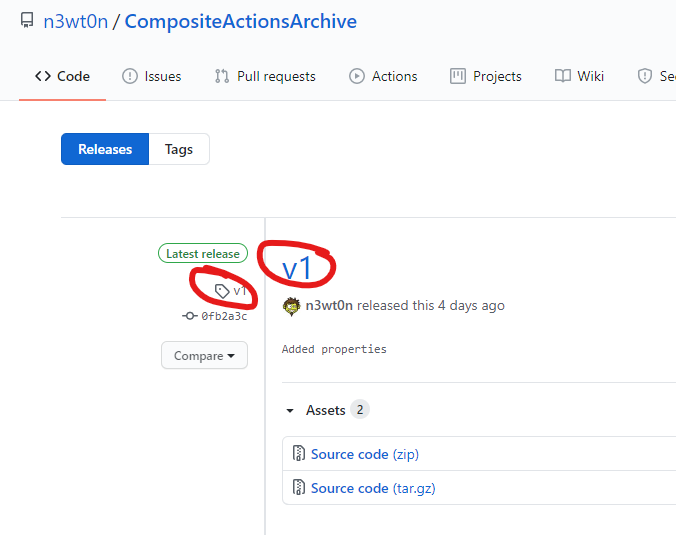 n3wt0n / CompositeActionsArchive
Code Issues Pull requests Actions Projects Wiki Se
Releases Tags
Latest release
v1
0fb2a3c
Compare
v1
n3wt0n released this 4 days ago
Added properties
Assets 2
Source code (zip)
Source code (tar.gz)